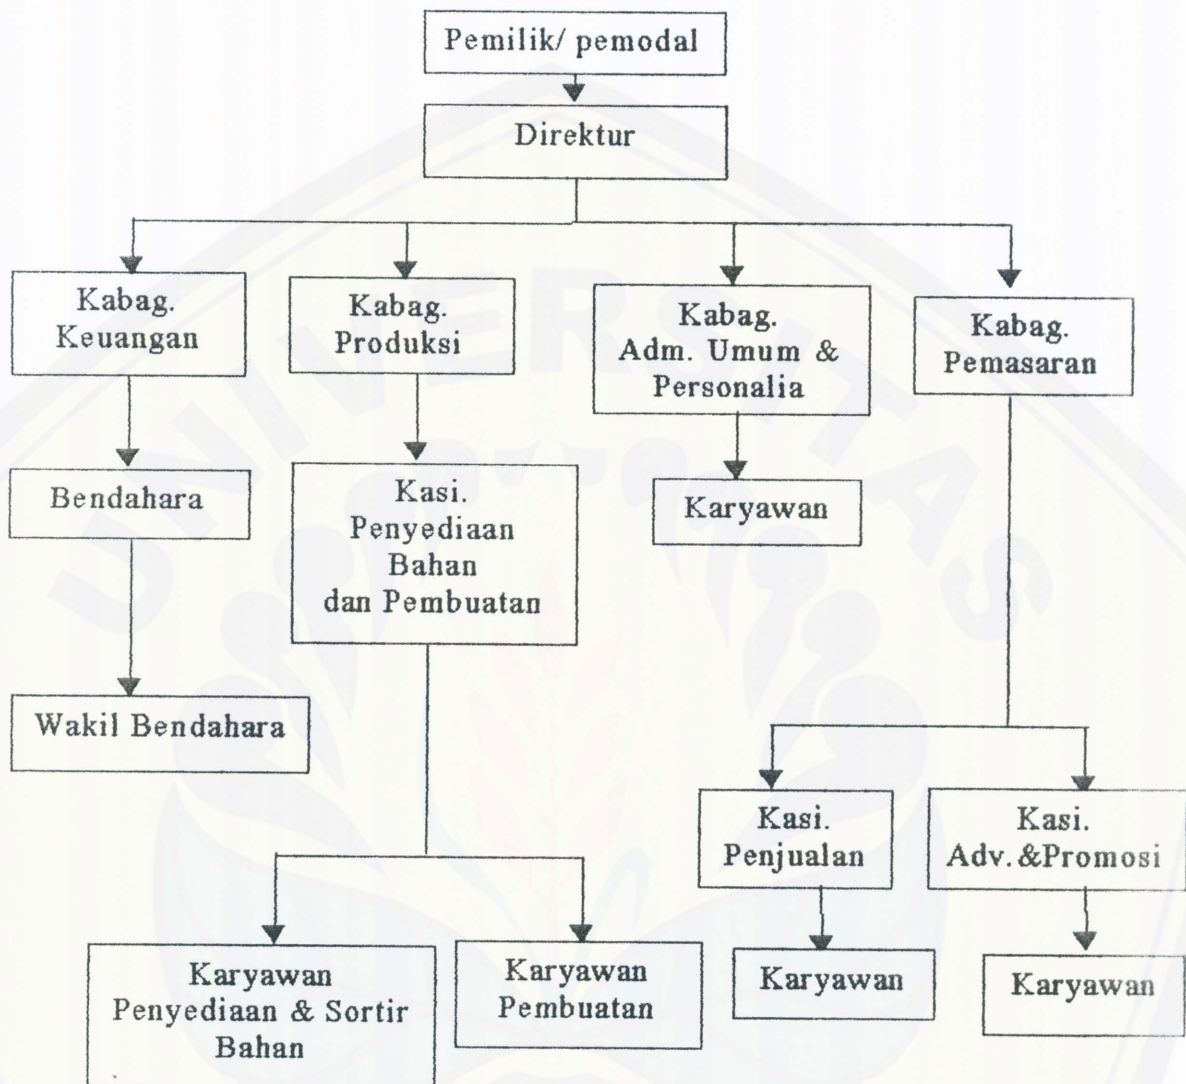 Pemilik/ pemodal
Direktur
Kabag.
Keuangan
Kabag.
Produksi
Kabag.
Adm. Umum &
Personalia
Kabag.
Pemasaran
Bendahara
Kasi.
Penyediaan
Bahan
dan Pembuatan
Karyawan
Wakil Bendahara
Kasi.
Penjualan
Kasi.
Adv.&Promosi
Karyawan
Penyediaan & Sortir
Bahan
Karyawan
Pembuatan
Karyawan
Karyawan
UNIVERSITAS